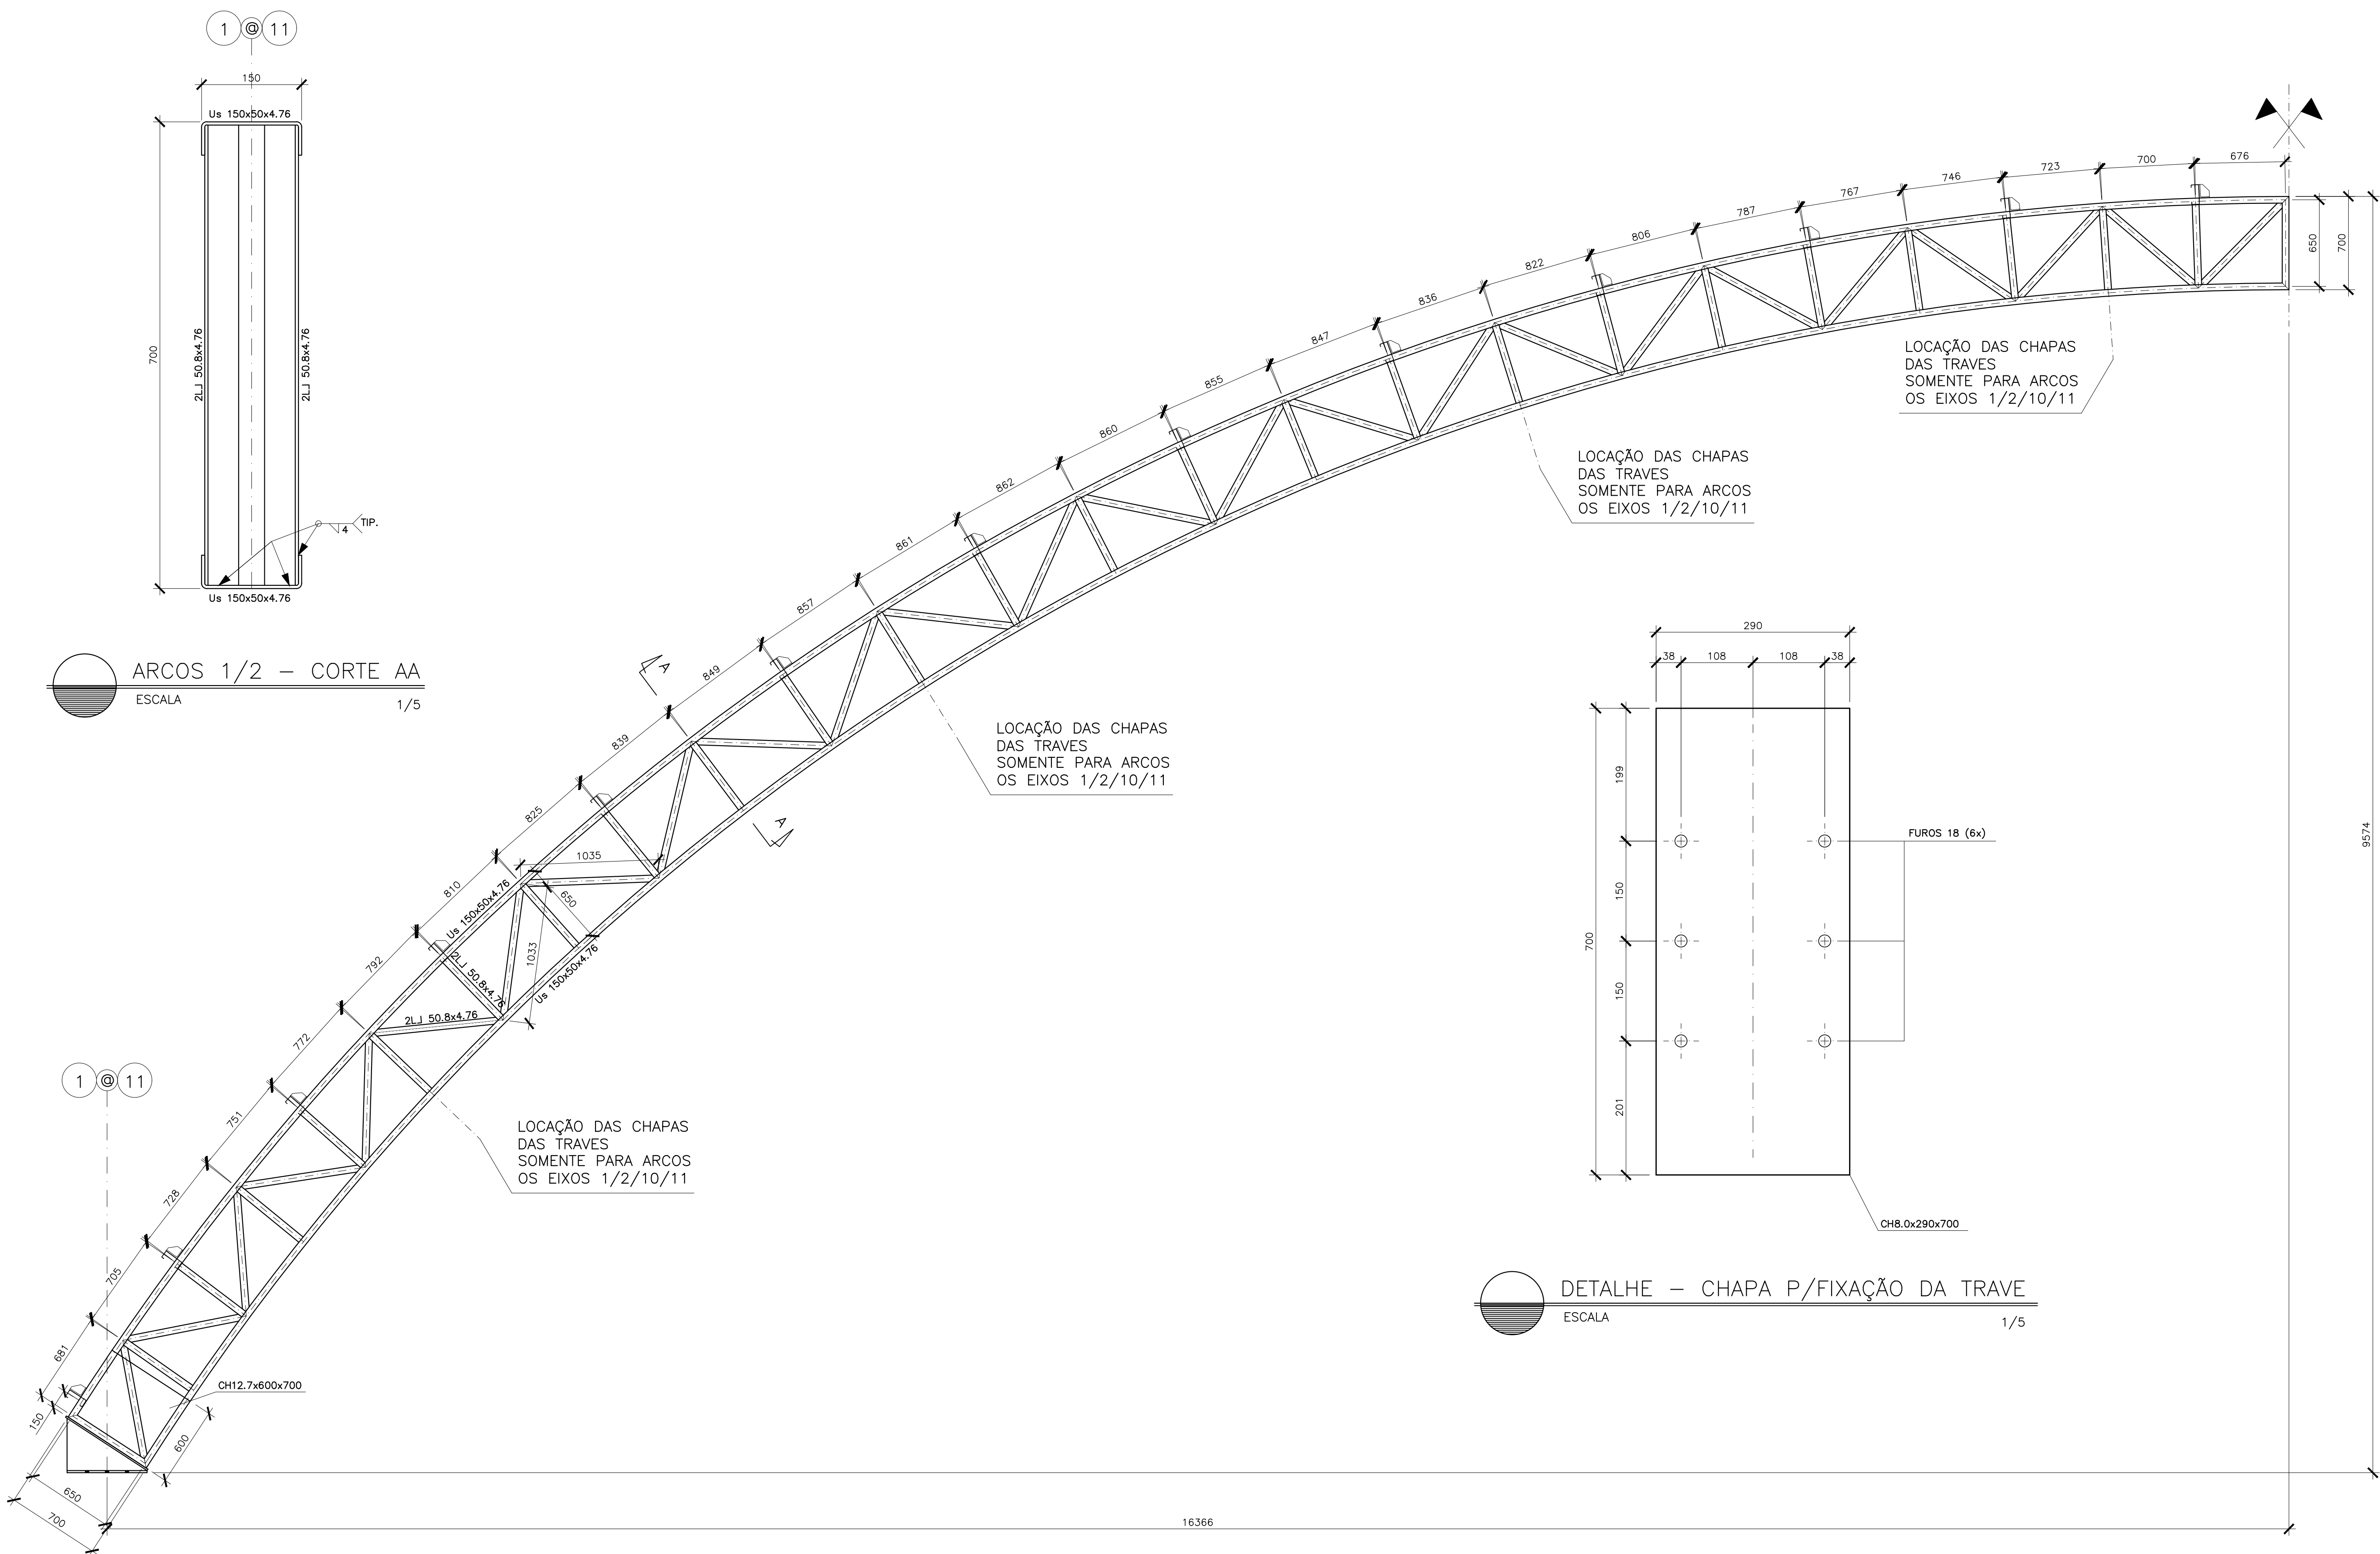 1 @ 11
150
Us 150x50x4.76
700
2LJ 50.8x4.76
2LJ 50.8x4.76
4
TIP.
Us 150x50x4.76
ARCOS 1/2 - CORTE AA
ESCALA
1/5
676
700
723
746
767
787
806
822
836
847
855
860
862
861
857
849
839
825
810
792
772
751
728
705
681
150
650
700
9574
A
A
LOCAÇÃO DAS CHAPAS
DAS TRAVES
SOMENTE PARA ARCOS
OS EIXOS 1/2/10/11
LOCAÇÃO DAS CHAPAS
DAS TRAVES
SOMENTE PARA ARCOS
OS EIXOS 1/2/10/11
LOCAÇÃO DAS CHAPAS
DAS TRAVES
SOMENTE PARA ARCOS
OS EIXOS 1/2/10/11
LOCAÇÃO DAS CHAPAS
DAS TRAVES
SOMENTE PARA ARCOS
OS EIXOS 1/2/10/11
1035
650
1033
Us 150x50x4.76
2LJ 50.8x4.76
Us 150x50x4.76
2LJ 50.8x4.76
1 @ 11
CH12.7x600x700
600
650
700
16366
290
38
108
108
38
700
199
150
150
201
FUROS 18 (6x)
CH8.0x290x700
DETALHE - CHAPA P/FIXAÇÃO DA TRAVE
ESCALA
1/5